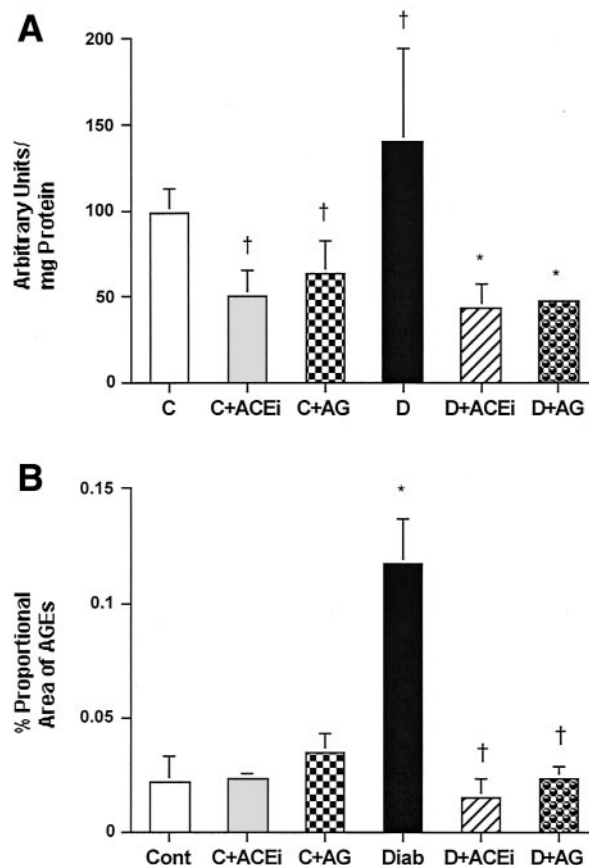 A
Arbitrary Units/
mg Protein
200
150
100
50
0
†
†
†
*
*
C C+ACEi C+AG D D+ACEi D+AG
B
% Proportional
Area of AGEs
0.15
0.1
0.05
0
*
†
†
Cont C+ACEi C+AG Diab D+ACEi D+AG